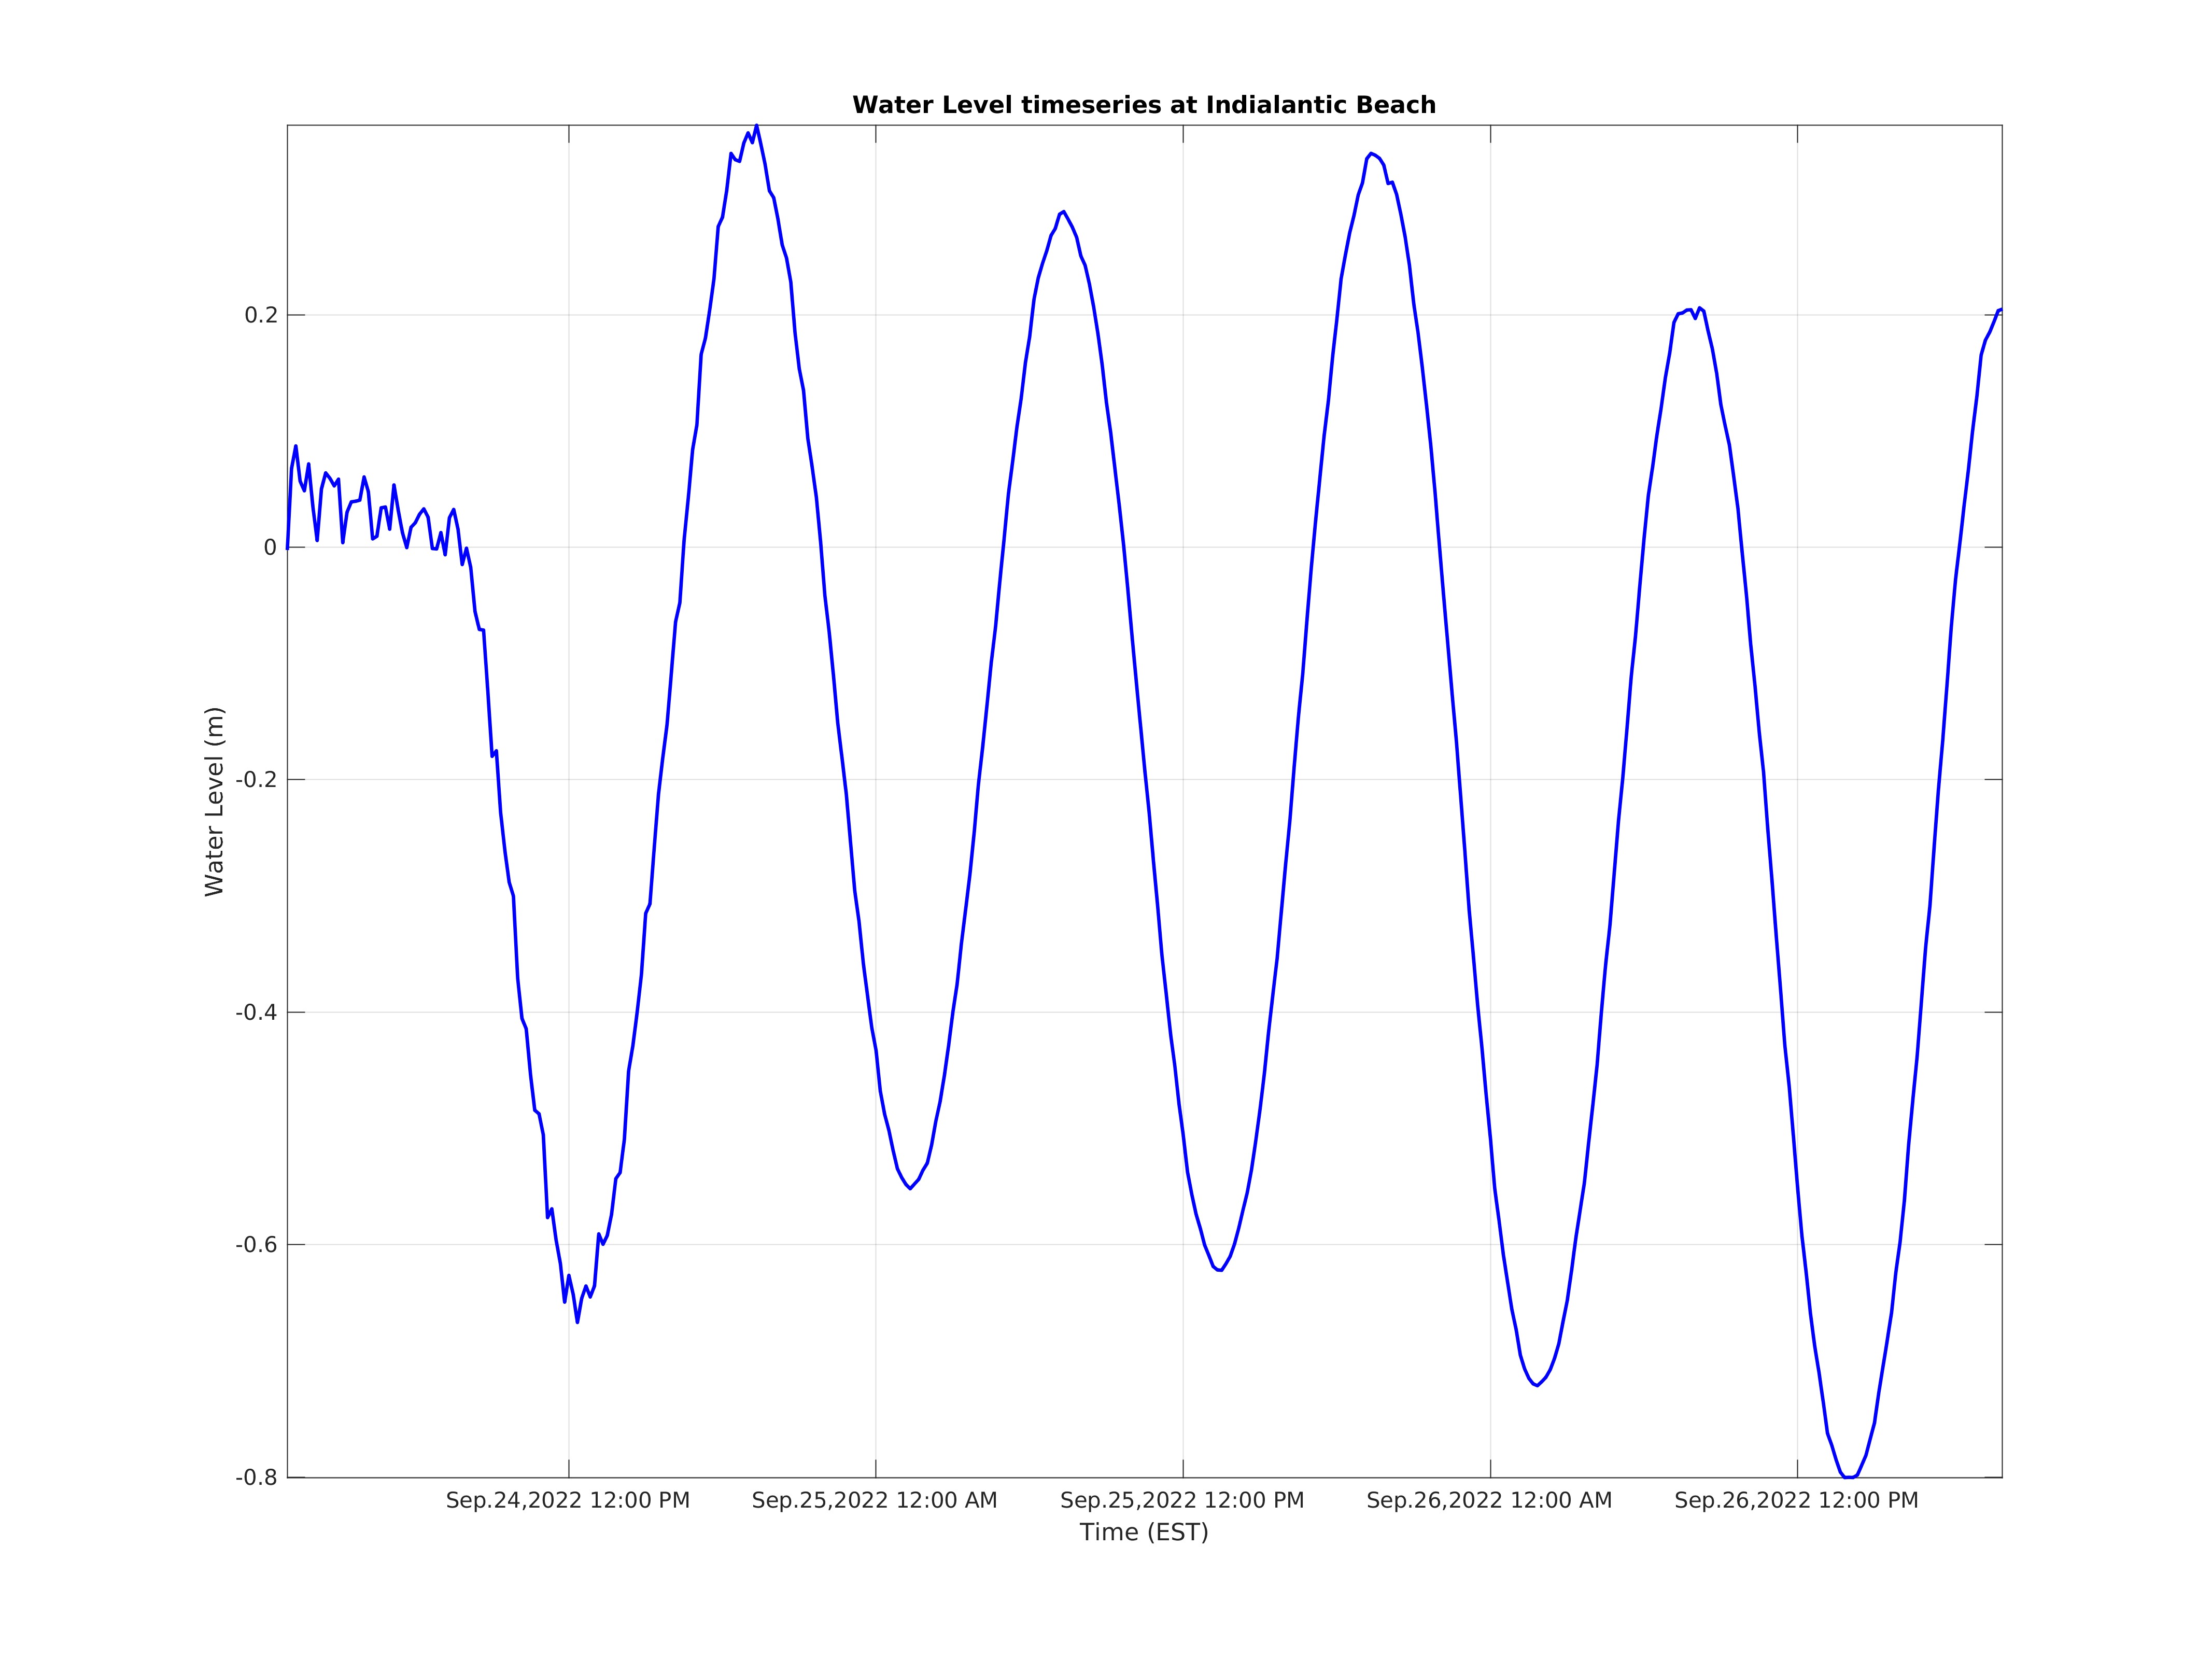 Water Level timeseries at Indialantic Beach
0.2
0
-0.2
-0.4
-0.6
-0.8
Water Level (m)
Sep.24,2022 12:00 PM
Sep.25,2022 12:00 AM
Sep.25,2022 12:00 PM
Sep.26,2022 12:00 AM
Sep.26,2022 12:00 PM
Time (EST)